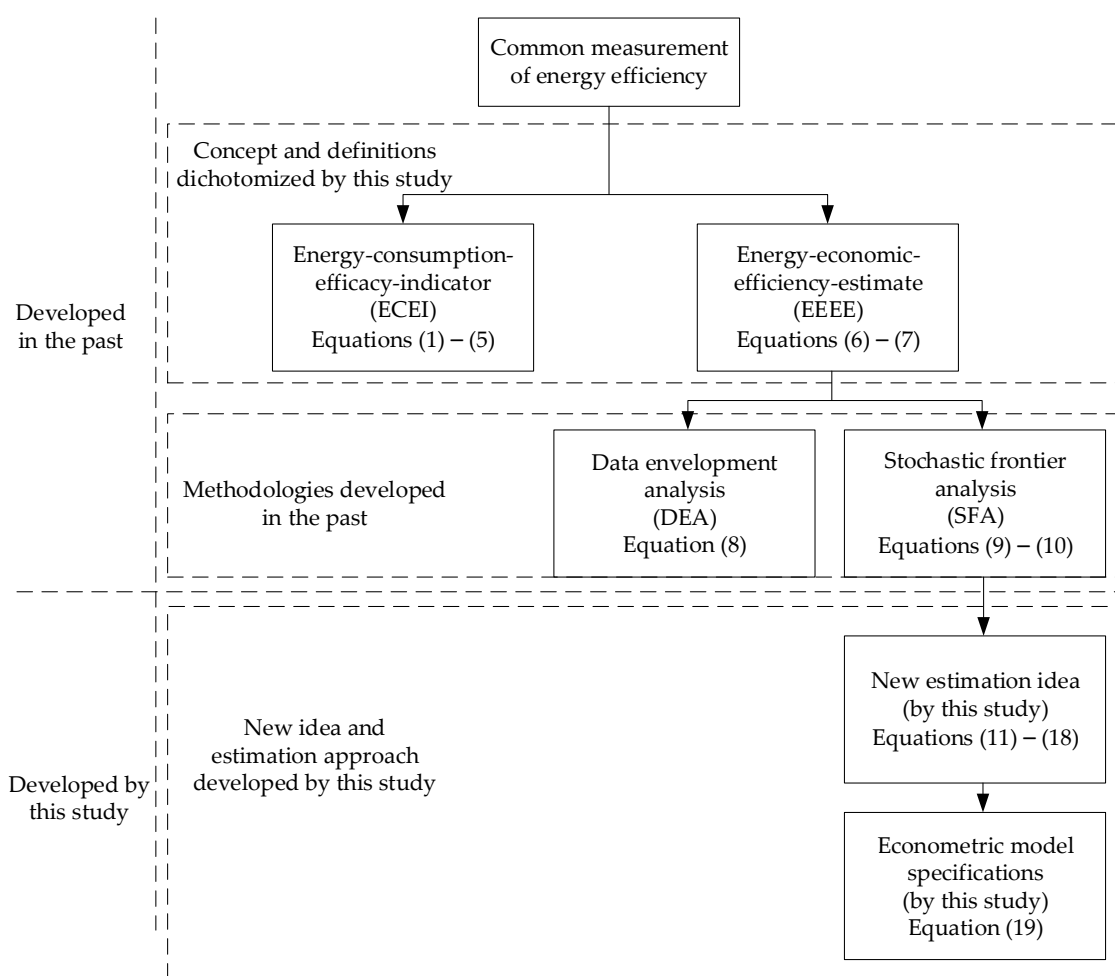 Common measurement
of energy efficiency
Concept and definitions
dichotomized by this study
Energy-consumption-
efficacy-indicator
(ECEI)
Equations (1) – (5)
Energy-economic-
efficiency-estimate
(EEEE)
Equations (6) – (7)
Developed
in the past
Methodologies developed
in the past
Data envelopment
analysis
(DEA)
Equation (8)
Stochastic frontier
analysis
(SFA)
Equations (9) – (10)
Developed by
this study
New idea and
estimation approach
developed by this study
New estimation idea
(by this study)
Equations (11) – (18)
Econometric model
specifications
(by this study)
Equation (19)